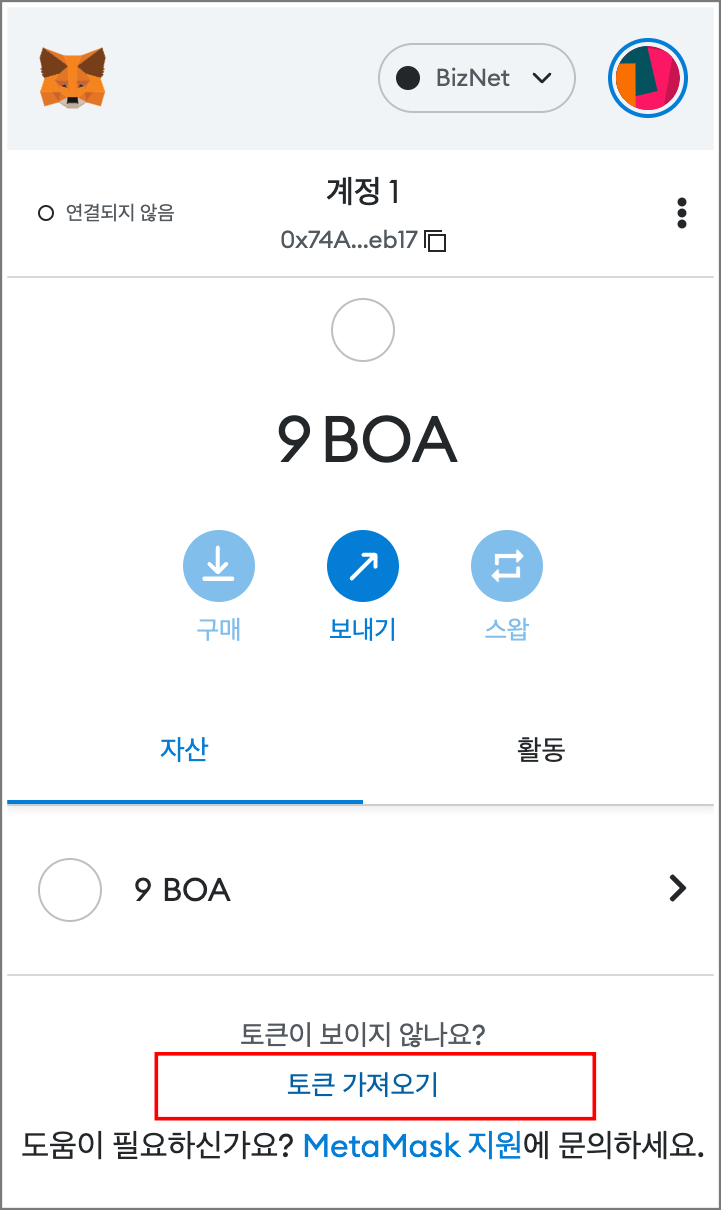 BizNet
계정 1
연결되지 않음
0x74A...eb17
9 BOA
구매
보내기
스왑
자산
활동
9 BOA
토큰이 보이지 않나요?
토큰 가져오기
도움이 필요하신가요? MetaMask 지원에 문의하세요.